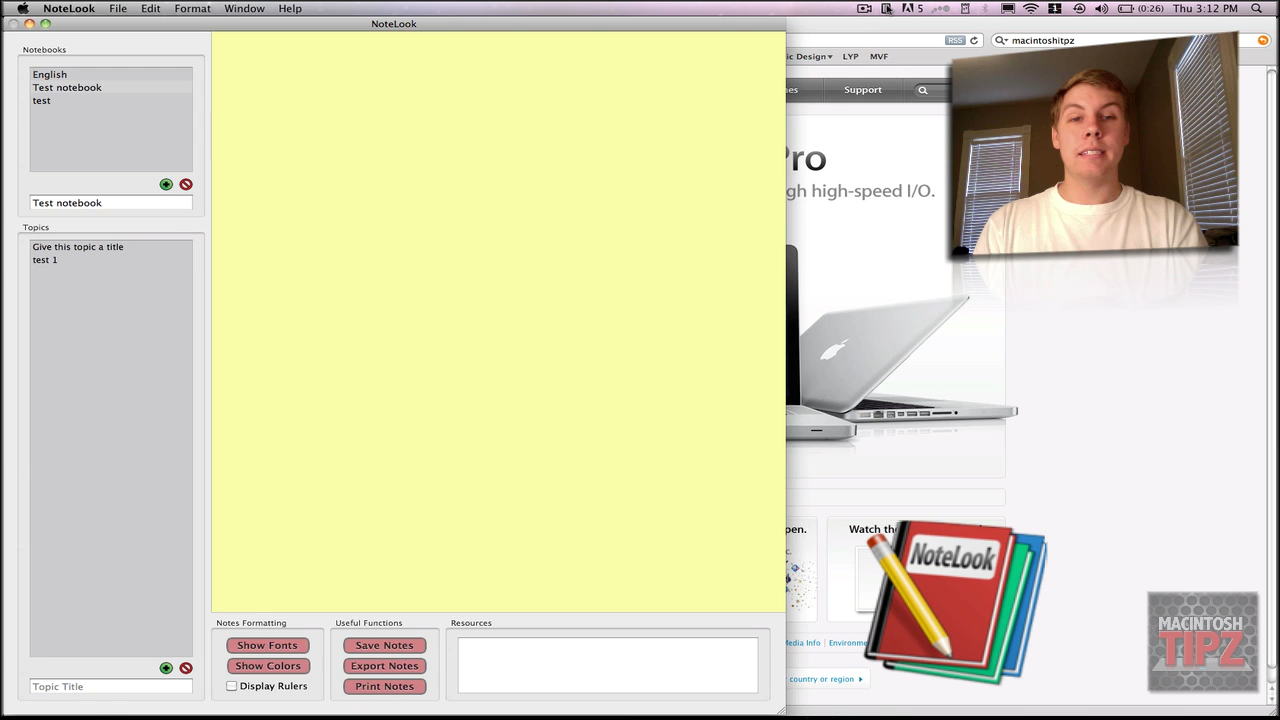 NoteLook File Edit Format Window Help
5 1 (0:26) Thu 3:12 PM
NoteLook
RSS macintoshitpz
ic Design LYP MVF
Notebooks
English
Test notebook
test
Test notebook
Support
Pro
gh high-speed I/O.
Topics
Give this topic a title
test 1
Topic Title
Notes Formatting
Show Fonts
Show Colors
Display Rulers
Useful Functions
Save Notes
Export Notes
Print Notes
Resources
pen.
Watch the
Media Info
country or region
NoteLook
MACINTOSH
TIPZ